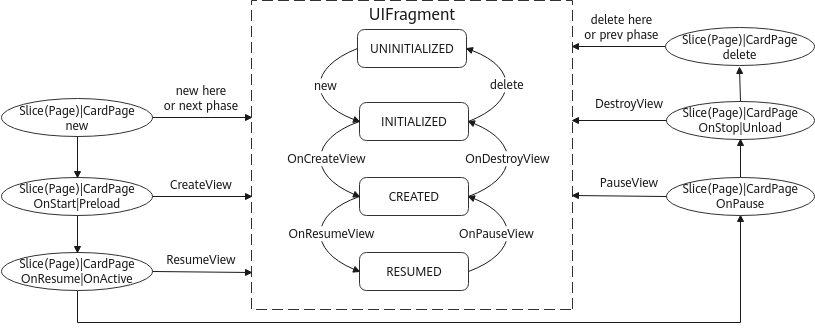 UIFragment
UNINITIALIZED
new
delete
INITIALIZED
OnCreateView
OnDestroyView
CREATED
OnResumeView
OnPauseView
RESUMED
new here
or next phase
Slice(Page)|CardPage
new
CreateView
Slice(Page)|CardPage
OnStart|Preload
ResumeView
Slice(Page)|CardPage
OnResume|OnActive
delete here
or prev phase
Slice(Page)|CardPage
delete
DestroyView
Slice(Page)|CardPage
OnStop|Unload
PauseView
Slice(Page)|CardPage
OnPause